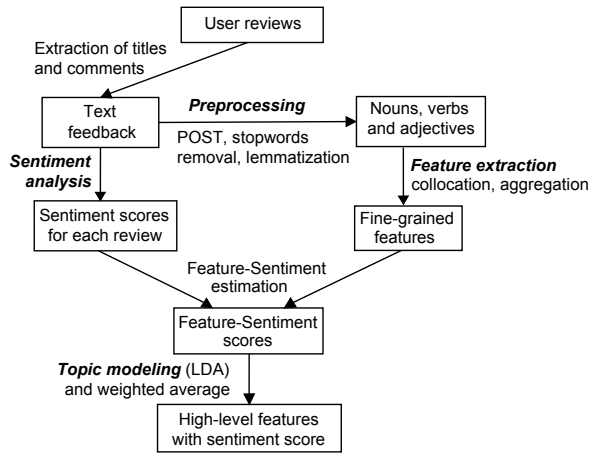 User reviews
Extraction of titles
and comments
Text
feedback
Preprocessing
POST, stopwords
removal, lemmatization
Nouns, verbs
and adjectives
Sentiment
analysis
Feature extraction
collocation, aggregation
Sentiment scores
for each review
Fine-grained
features
Feature-Sentiment
estimation
Feature-Sentiment
scores
Topic modeling (LDA)
and weighted average
High-level features
with sentiment score